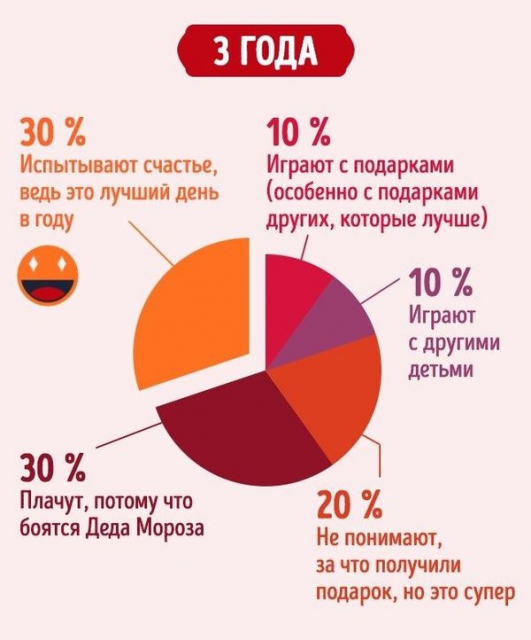 3 ГОДА
30 %
Испытывают счастье,
ведь это лучший день
в году
10 %
Играют с подарками
(особенно с подарками
других, которые лучше)
10 %
Играют
с другими
детьми
30 %
Плачут, потому что
боятся Деда Мороза
20 %
Не понимают,
за что получили
подарок, но это супер